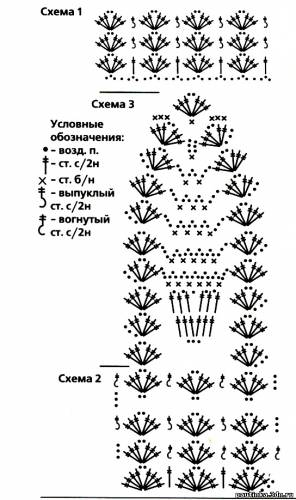 Схема 1
Схема 3
Условные
обозначения:
- возд. п.
- ст. с/2н
- ст. б/н
- выпуклый
ст. с/2н
- вогнутый
ст. с/2н
Схема 2